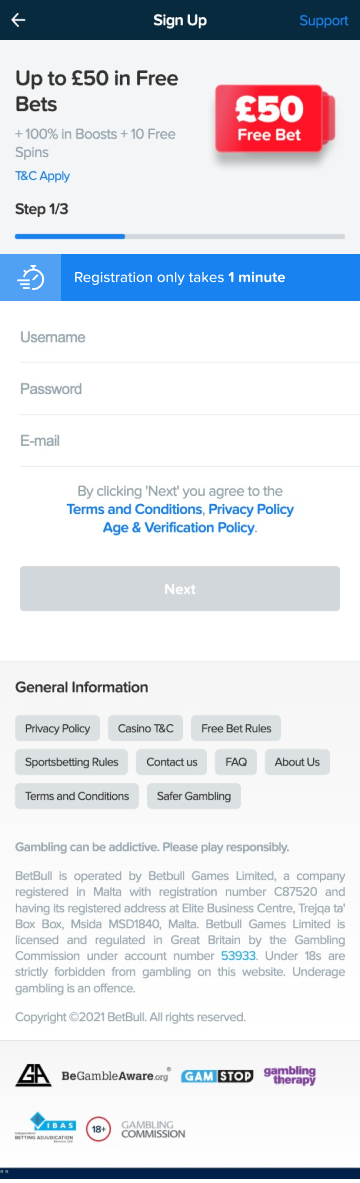 Sign Up
Support
Up to £50 in Free
Bets
+ 100% in Boosts + 10 Free
Spins
T&C Apply
£50
Free Bet
Step 1/3
Registration only takes 1 minute
Username
Password
E-mail
By clicking 'Next' you agree to the
Terms and Conditions, Privacy Policy
Age & Verification Policy.
Next
General Information
Privacy Policy
Casino T&C
Free Bet Rules
Sportsbetting Rules
Contact us
FAQ
About Us
Terms and Conditions
Safer Gambling
Gambling can be addictive. Please play responsibly.
BetBull is operated by Betbull Games Limited, a company
registered in Malta with registration number C87520 and
having its registered address at Elite Business Centre, Trejqa ta'
Box Box, Msida MSD1840, Malta. Betbull Games Limited is
licensed and regulated in Great Britain by the Gambling
Commission under account number 53933. Under 18s are
strictly forbidden from gambling on this website. Underage
gambling is an offence.
Copyright ©2021 BetBull. All rights reserved.
GA
BeGambleAware.org®
GAMSTOP
gambling
therapy
IBAS
BETTING ADJUDICATION
18+
GAMBLING
COMMISSION